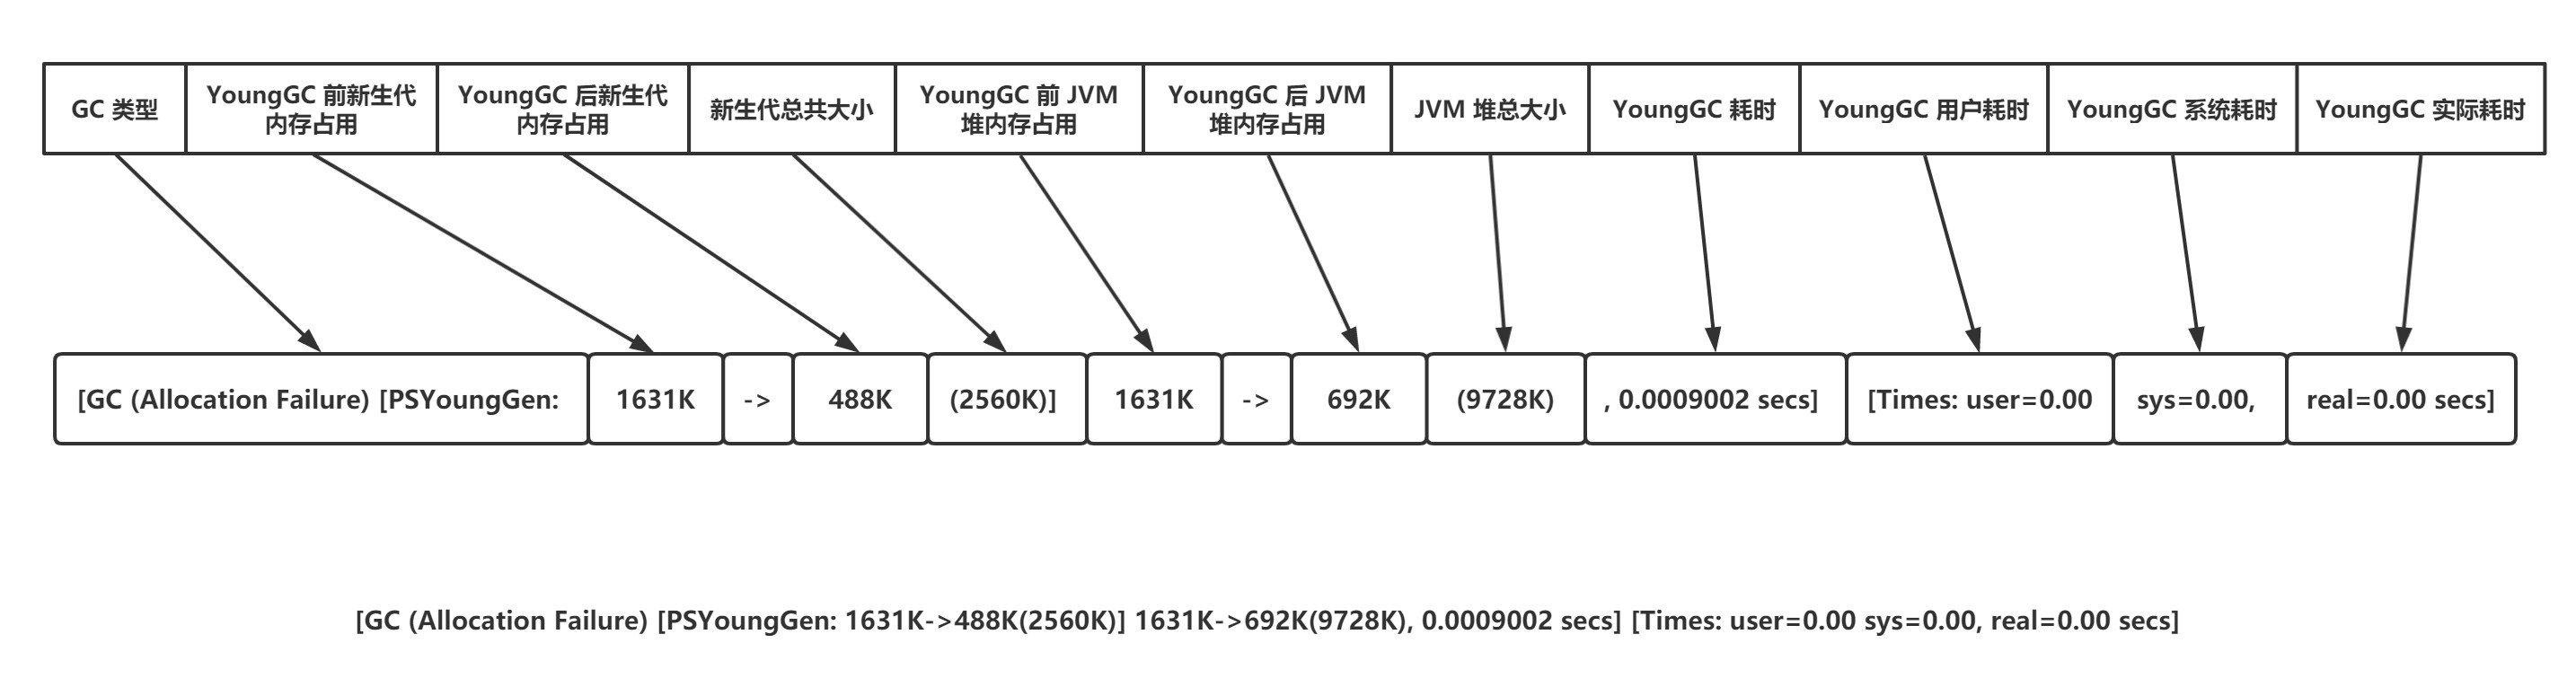 GC 类型
YoungGC 前新生代
内存占用
YoungGC 后新生代
内存占用
新生代总共大小
YoungGC 前 JVM
堆内存占用
YoungGC 后 JVM
堆内存占用
JVM 堆总大小
YoungGC 耗时
YoungGC 用户耗时
YoungGC 系统耗时
YoungGC 实际耗时
[GC (Allocation Failure) [PSYoungGen:
1631K
->
488K
(2560K)]
1631K
->
692K
(9728K)
, 0.0009002 secs]
[Times: user=0.00
sys=0.00,
real=0.00 secs]
[GC (Allocation Failure) [PSYoungGen: 1631K->488K(2560K)] 1631K->692K(9728K), 0.0009002 secs] [Times: user=0.00 sys=0.00, real=0.00 secs]